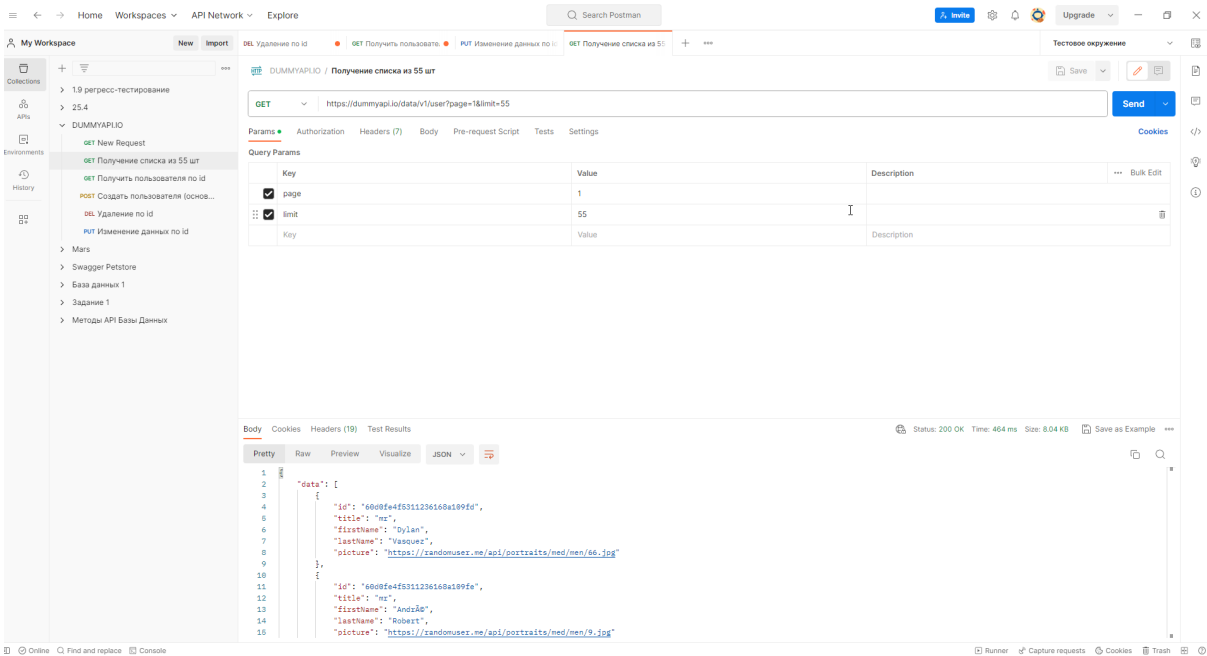 Home Workspaces API Network Explore Search Postman Invite Upgrade
My Workspace New Import DEL Удаление по id GET Получить пользовате. PUT Изменение данных по id GET Получение списка из 55 Тестовое окружение
Collections
APIs
Environments
History
1.9 регресс-тестирование
25.4
DUMMYAPI.IO
GET New Request
GET Получение списка из 55 шт
GET Получить пользователя по id
POST Создать пользователя (основ...
DEL Удаление по id
PUT Изменение данных по id
Mars
Swagger Petstore
База данных 1
Задание 1
Методы API Базы Данных
HTTP DUMMYAPI.IO / Получение списка из 55 шт Save
GET https://dummyapi.io/data/v1/user?page=1&limit=55 Send
Params Authorization Headers (7) Body Pre-request Script Tests Settings Cookies
Query Params
Key Value Description Bulk Edit
page 1
limit 55
Key Value Description
Body Cookies Headers (19) Test Results Status: 200 OK Time: 464 ms Size: 8.04 KB Save as Example
Pretty Raw Preview Visualize JSON
1 {
2 "data": [
3 {
4 "id": "60d0fe4f5311236168a109fd",
5 "title": "mr",
6 "firstName": "Dylan",
7 "lastName": "Vasquez",
8 "picture": "https://randomuser.me/api/portraits/med/men/66.jpg"
9 },
10 {
11 "id": "60d0fe4f5311236168a109fe",
12 "title": "mr",
13 "firstName": "AndrÃ©",
14 "lastName": "Robert",
15 "picture": "https://randomuser.me/api/portraits/med/men/9.jpg"
Online Find and replace Console Runner Capture requests Cookies Trash